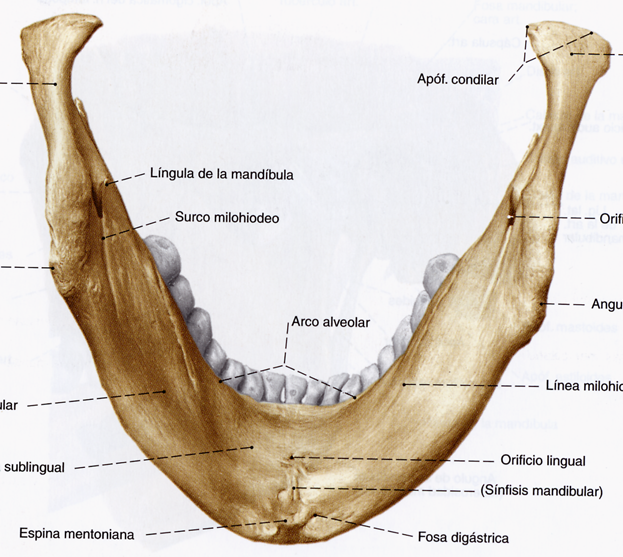 Apóf. condilar
Língula de la mandíbula
Surco milohiodeo
Orifi
Angu
Arco alveolar
Línea milohio
ular
sublingual
Orificio lingual
(Sínfisis mandibular)
Espina mentoniana
Fosa digástrica